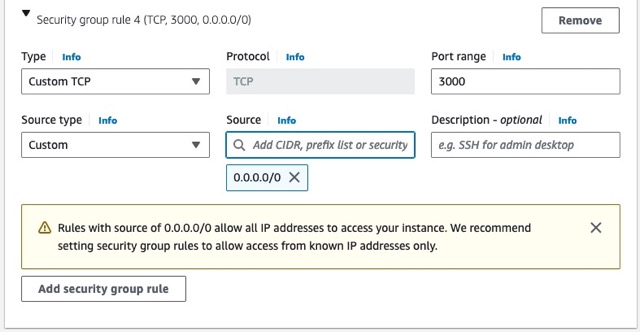 Security group rule 4 (TCP, 3000, 0.0.0.0/0)
Remove
Type Info
Protocol Info
Port range Info
Custom TCP
TCP
3000
Source type Info
Source Info
Description - optional Info
Custom
Add CIDR, prefix list or security
e.g. SSH for admin desktop
0.0.0.0/0
Rules with source of 0.0.0.0/0 allow all IP addresses to access your instance. We recommend
setting security group rules to allow access from known IP addresses only.
Add security group rule